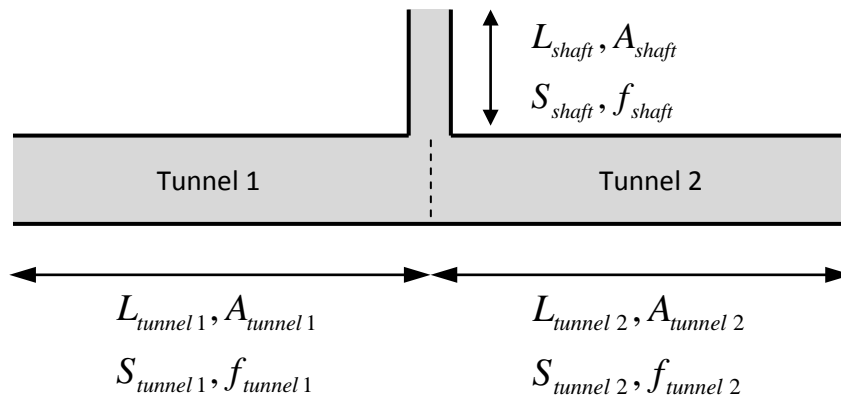 L_shaft, A_shaft
S_shaft, f_shaft
Tunnel 1
Tunnel 2
L_tunnel 1, A_tunnel 1
S_tunnel 1, f_tunnel 1
L_tunnel 2, A_tunnel 2
S_tunnel 2, f_tunnel 2